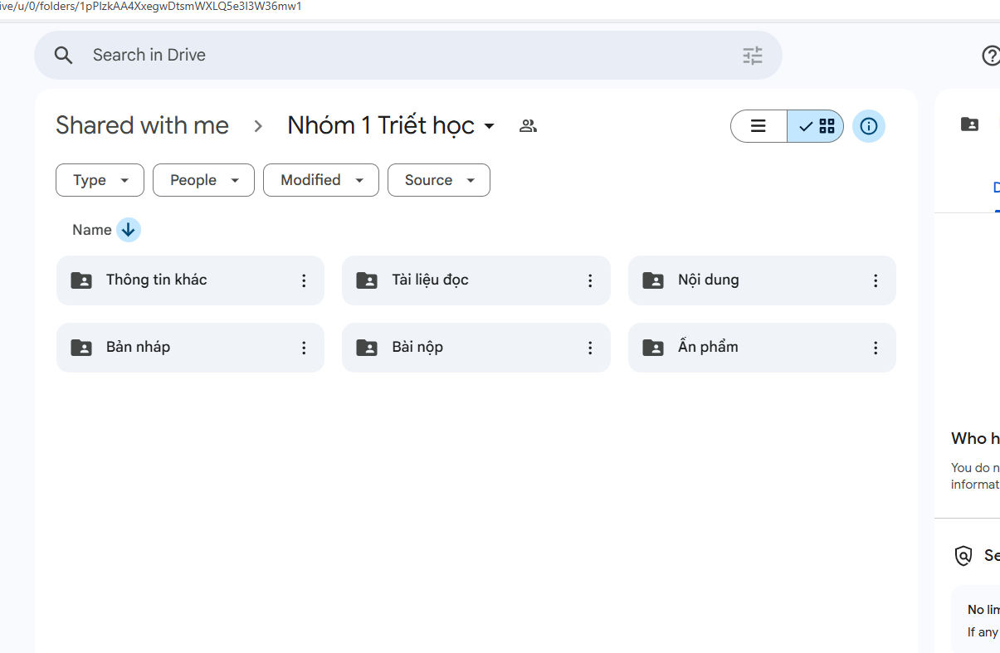 ive/u/0/folders/1pPIzkAA4XxegwDtsmWXLQ5e3I3W36mw1
Search in Drive
Shared with me > Nhóm 1 Triết học
Type People Modified Source
Name
Thông tin khác Tài liệu đọc Nội dung
Bản nháp Bài nộp Ấn phẩm
Who h
You do n
informat
Se
No lim
If any